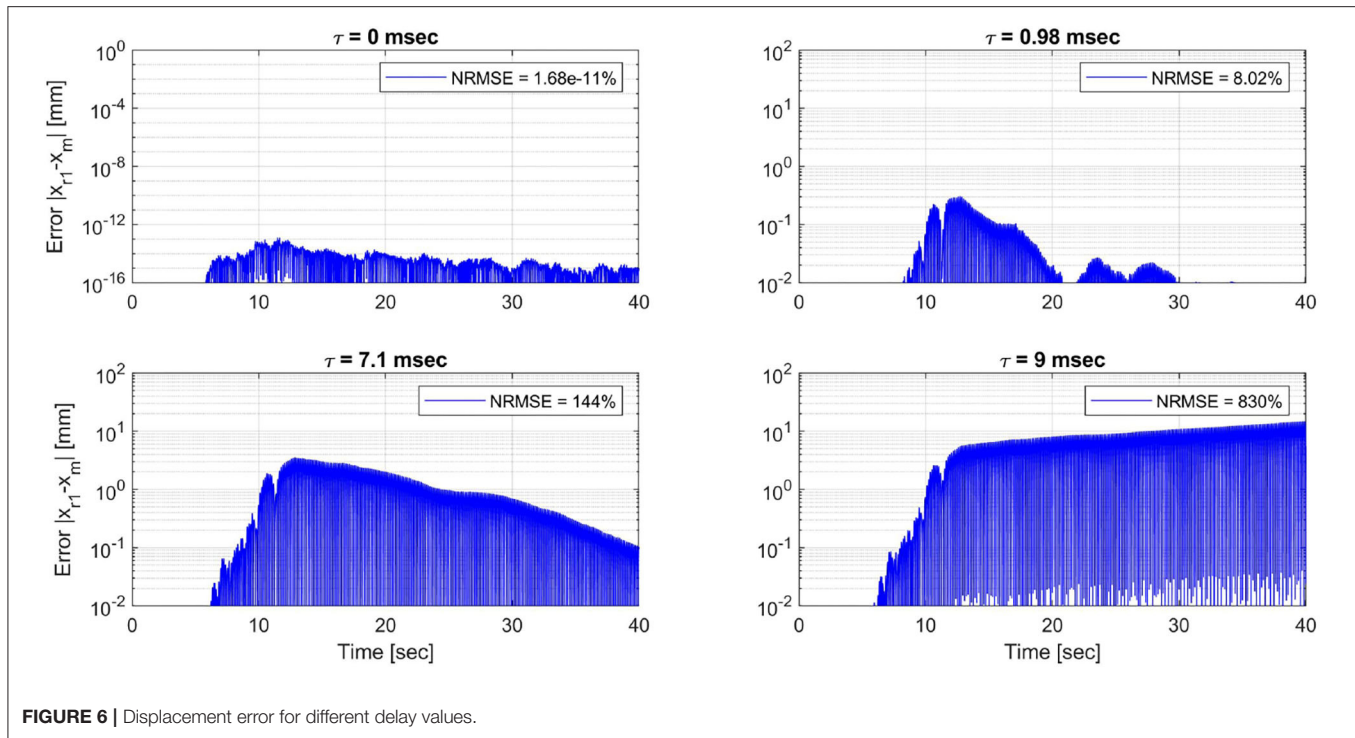 τ = 0 msec
NRMSE = 1.68e-11%
Error |x_r1-x_m| [mm]
10^0
10^-4
10^-8
10^-12
10^-16
0 10 20 30 40
τ = 0.98 msec
NRMSE = 8.02%
10^2
10^1
10^0
10^-1
10^-2
0 10 20 30 40
τ = 7.1 msec
NRMSE = 144%
Error |x_r1-x_m| [mm]
10^2
10^1
10^0
10^-1
10^-2
0 10 20 30 40
Time [sec]
τ = 9 msec
NRMSE = 830%
10^2
10^1
10^0
10^-1
10^-2
0 10 20 30 40
Time [sec]
FIGURE 6 | Displacement error for different delay values.